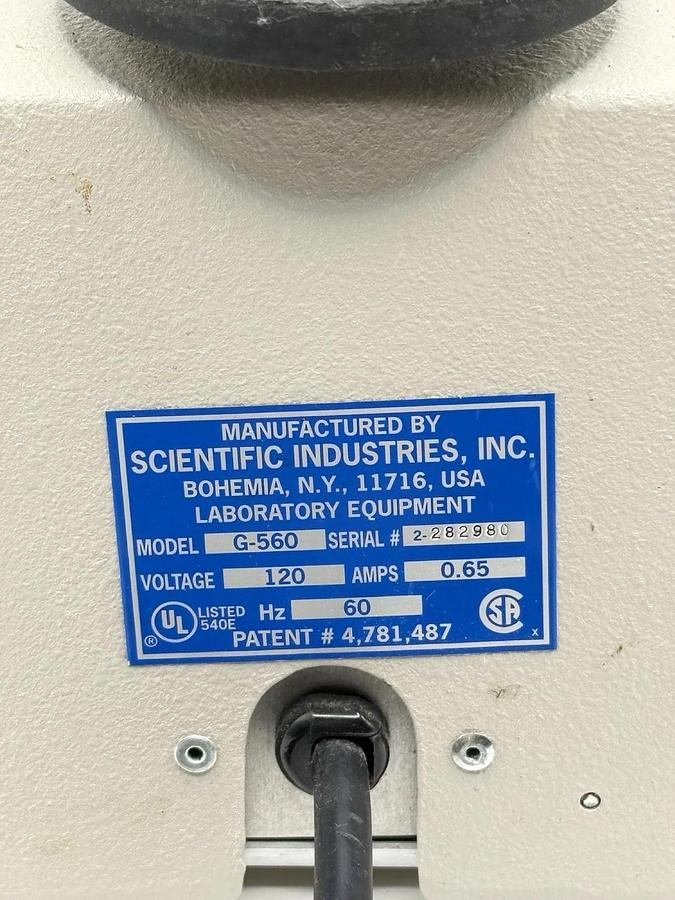 MANUFACTURED BY
SCIENTIFIC INDUSTRIES, INC.
BOHEMIA, N.Y., 11716, USA
LABORATORY EQUIPMENT
MODEL G-560 SERIAL # 2-282980
VOLTAGE 120 AMPS 0.65
UL LISTED 540E Hz 60 SA
® PATENT # 4,781,487 x